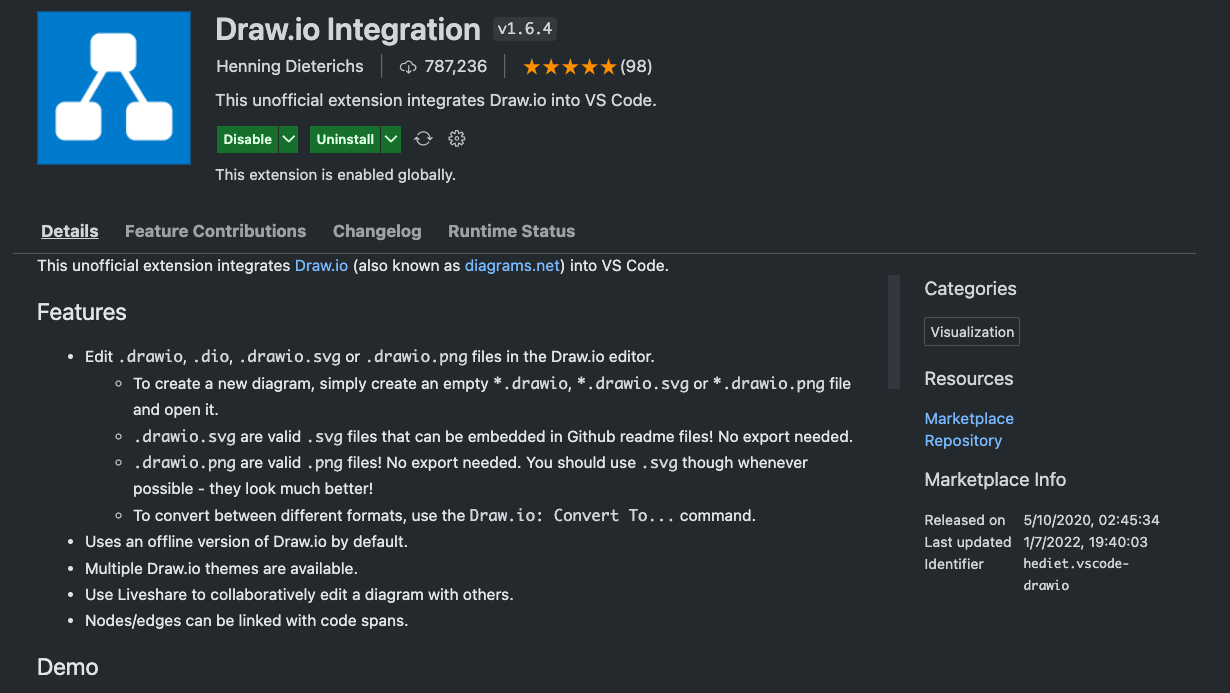 Draw.io Integration v1.6.4
Henning Dieterichs 787,236 (98)
This unofficial extension integrates Draw.io into VS Code.
Disable Uninstall
This extension is enabled globally.
Details Feature Contributions Changelog Runtime Status
This unofficial extension integrates Draw.io (also known as diagrams.net) into VS Code.
Features
• Edit .drawio, .dio, .drawio.svg or .drawio.png files in the Draw.io editor.
◦ To create a new diagram, simply create an empty *.drawio, *.drawio.svg or *.drawio.png file
and open it.
◦ .drawio.svg are valid .svg files that can be embedded in Github readme files! No export needed.
◦ .drawio.png are valid .png files! No export needed. You should use .svg though whenever
possible - they look much better!
◦ To convert between different formats, use the Draw.io: Convert To... command.
• Uses an offline version of Draw.io by default.
• Multiple Draw.io themes are available.
• Use Liveshare to collaboratively edit a diagram with others.
• Nodes/edges can be linked with code spans.
Demo
Categories
Visualization
Resources
Marketplace
Repository
Marketplace Info
Released on 5/10/2020, 02:45:34
Last updated 1/7/2022, 19:40:03
Identifier hediet.vscode-
drawio